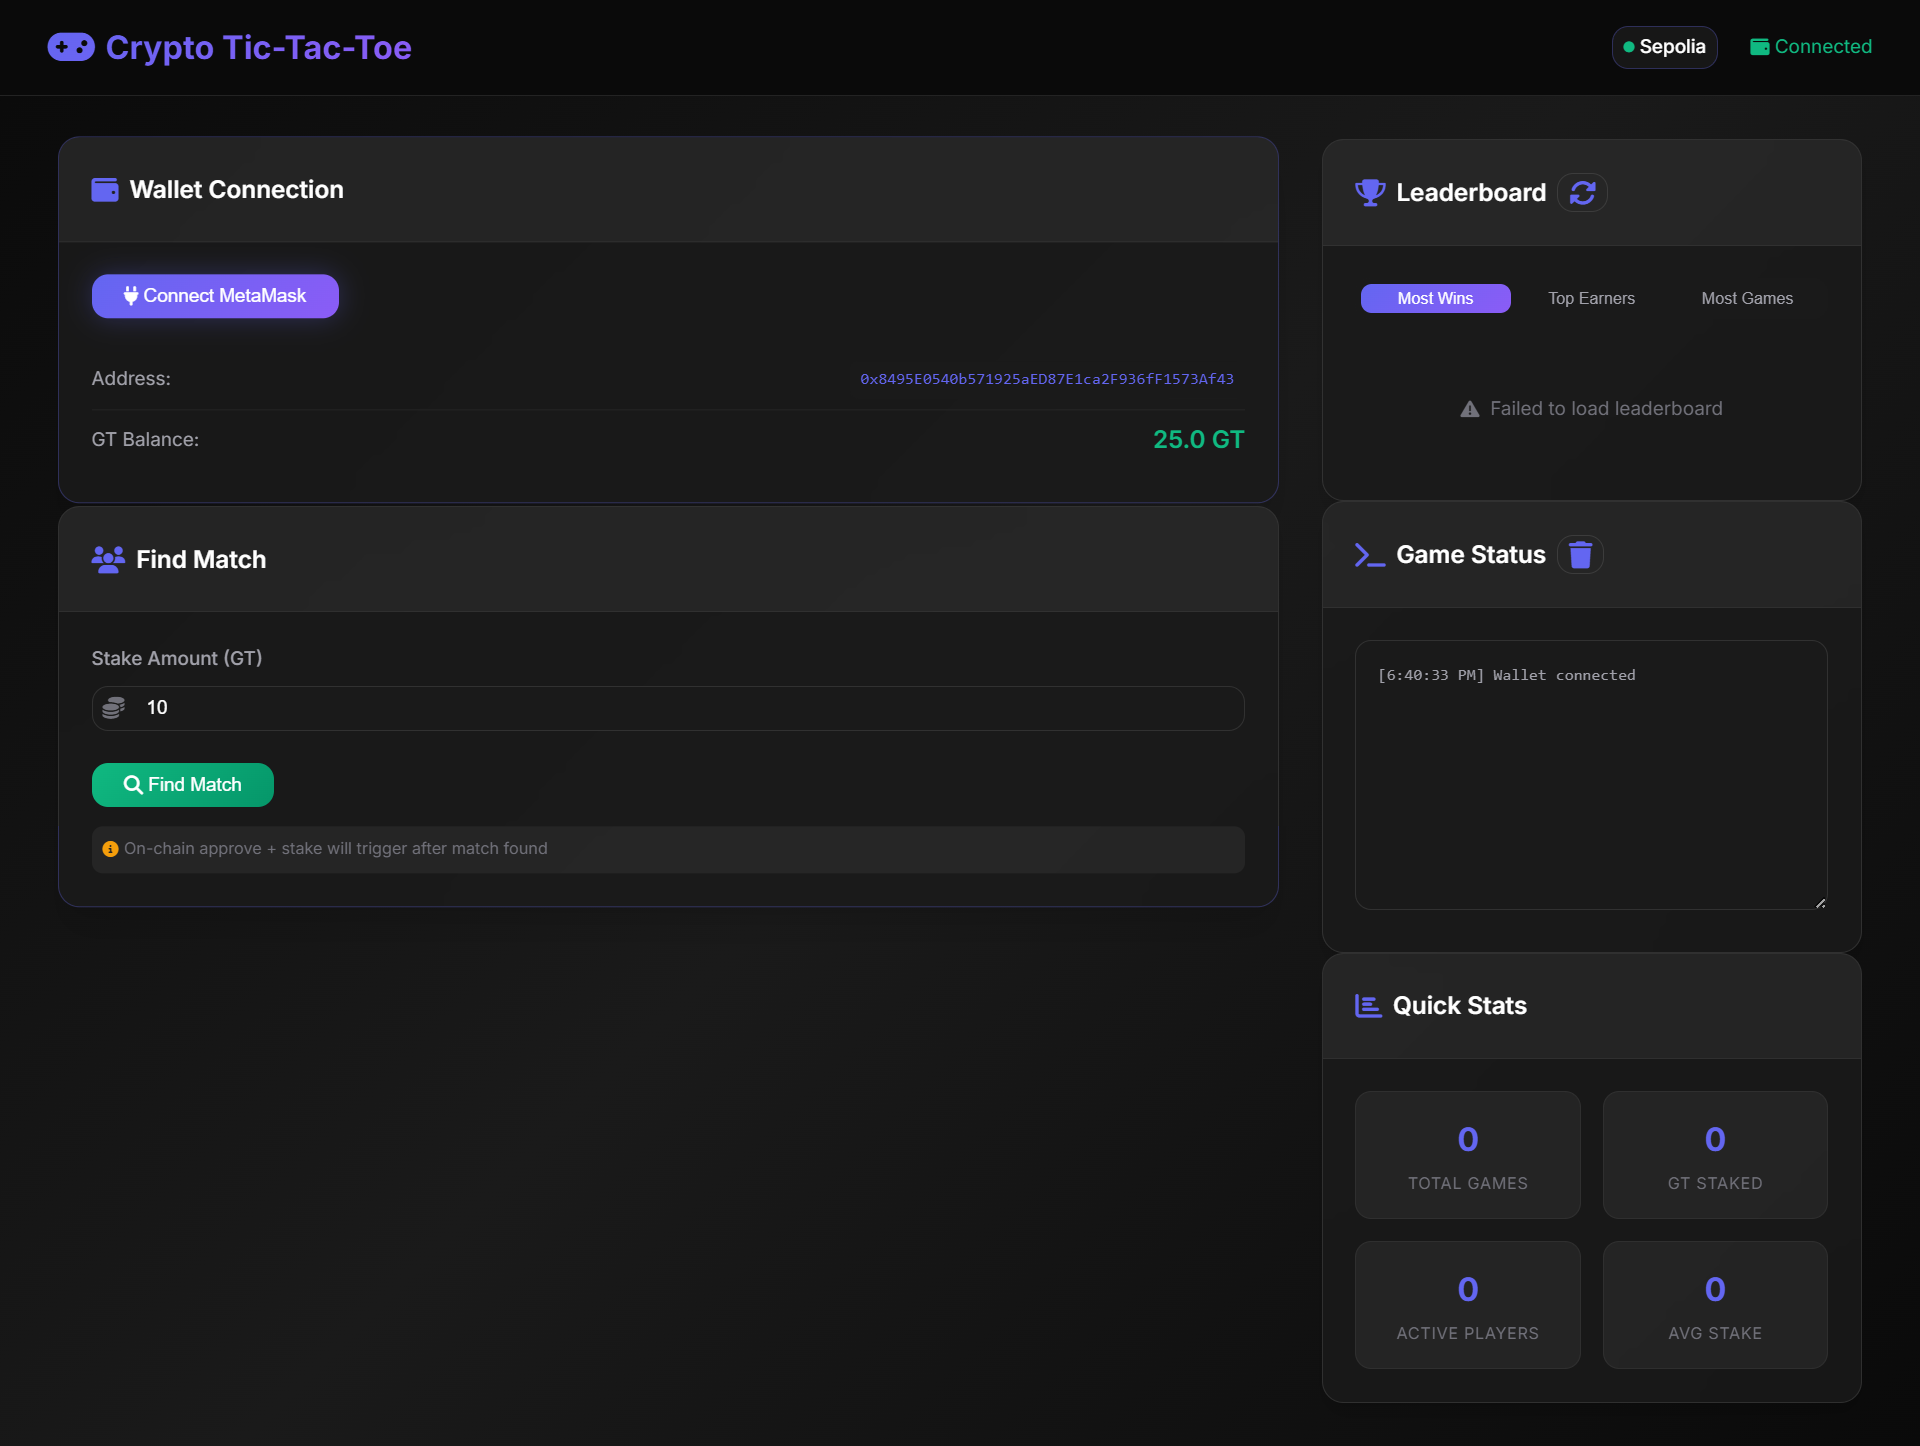 Crypto Tic-Tac-Toe
Sepolia
Connected
Wallet Connection
Connect MetaMask
Address:
0x8495E0540b571925aED87E1ca2F936fF1573Af43
GT Balance:
25.0 GT
Find Match
Stake Amount (GT)
10
Find Match
On-chain approve + stake will trigger after match found
Leaderboard
Most Wins
Top Earners
Most Games
Failed to load leaderboard
Game Status
[6:40:33 PM] Wallet connected
Quick Stats
0
TOTAL GAMES
0
GT STAKED
0
ACTIVE PLAYERS
0
AVG STAKE